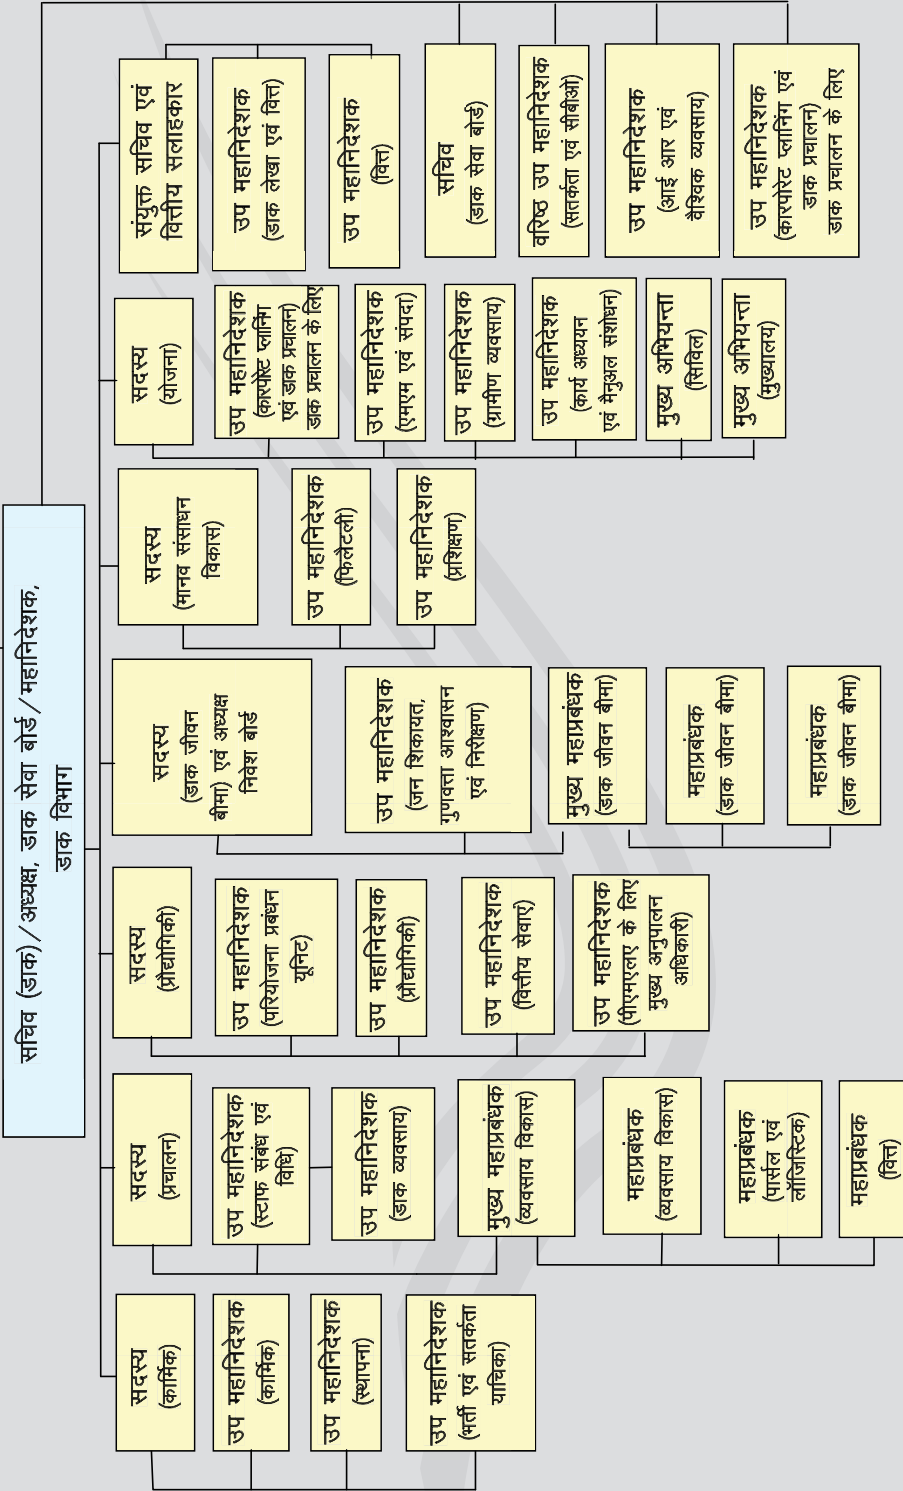 सचिव (डाक)/अध्यक्ष, डाक सेवा बोर्ड/महानिदेशक,
डाक विभाग
सदस्य
(कार्मिक)
उप महानिदेशक
(कार्मिक)
उप महानिदेशक
(स्थापना)
उप महानिदेशक
(भर्ती एवं सतर्कता
याचिका)
सदस्य
(प्रचालन)
उप महानिदेशक
(स्टाफ संबंध एवं
विधि)
उप महानिदेशक
(डाक व्यवसाय)
मुख्य महाप्रबंधक
(व्यवसाय विकास)
महाप्रबंधक
(व्यवसाय विकास)
महाप्रबंधक
(पार्सल एवं
लॉजिस्टिक)
महाप्रबंधक
(वित्त)
सदस्य
(प्रौद्योगिकी)
उप महानिदेशक
(परियोजना प्रबंधन
यूनिट)
उप महानिदेशक
(प्रौद्योगिकी)
उप महानिदेशक
(वित्तीय सेवाएं)
उप महानिदेशक
(पीएमएलए के लिए
मुख्य अनुपालन
अधिकारी)
सदस्य
(डाक जीवन
बीमा) एवं अध्यक्ष
निवेश बोर्ड
उप महानिदेशक
(जन शिकायत,
गुणवत्ता आश्वासन
एवं निरीक्षण)
मुख्य महाप्रबंधक
(डाक जीवन बीमा)
महाप्रबंधक
(डाक जीवन बीमा)
महाप्रबंधक
(डाक जीवन बीमा)
सदस्य
(मानव संसाधन
विकास)
उप महानिदेशक
(फिलैटली)
उप महानिदेशक
(प्रशिक्षण)
सदस्य
(योजना)
उप महानिदेशक
(कारपोरेट प्लानिंग
एवं डाक प्रचालन)
डाक प्रचालन के लिए
उप महानिदेशक
(एमएम एवं संपदा)
उप महानिदेशक
(ग्रामीण व्यवसाय)
उप महानिदेशक
(कार्य अध्ययन
एवं मैनुअल संशोधन)
मुख्य अभियन्ता
(सिविल)
मुख्य अभियन्ता
(मुख्यालय)
संयुक्त सचिव एवं
वित्तीय सलाहकार
उप महानिदेशक
(डाक लेखा एवं वित्त)
उप महानिदेशक
(वित्त)
सचिव
(डाक सेवा बोर्ड)
वरिष्ठ उप महानिदेशक
(सतर्कता एवं सीबीओ)
उप महानिदेशक
(आई आर एवं
वैश्विक व्यवसाय)
उप महानिदेशक
(कारपोरेट प्लानिंग एवं
डाक प्रचालन)
डाक प्रचालन के लिए